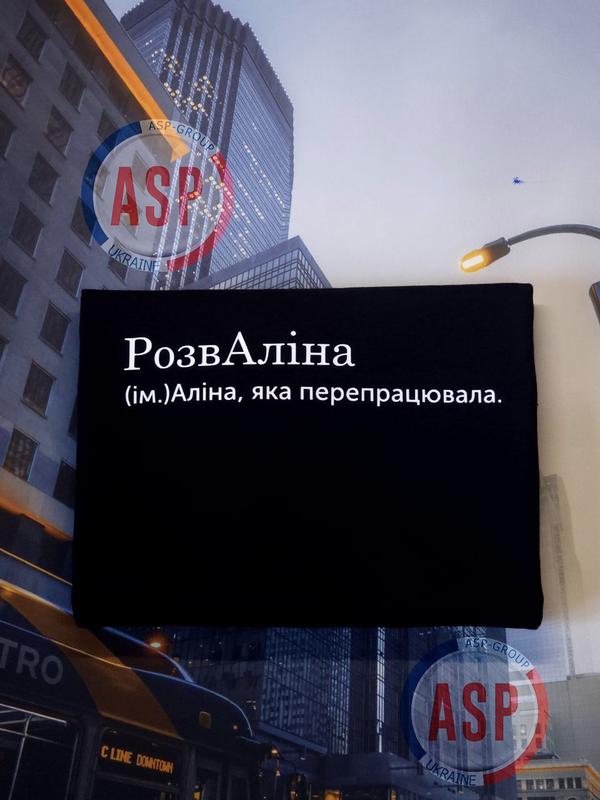 ASP-GROUP
ASP
UKRAINE
РозвАліна
(ім.)Аліна, яка перепрацювала.
TRO
C LINE DOWNTOWN
ASP-GROUP
ASP
UKRAINE